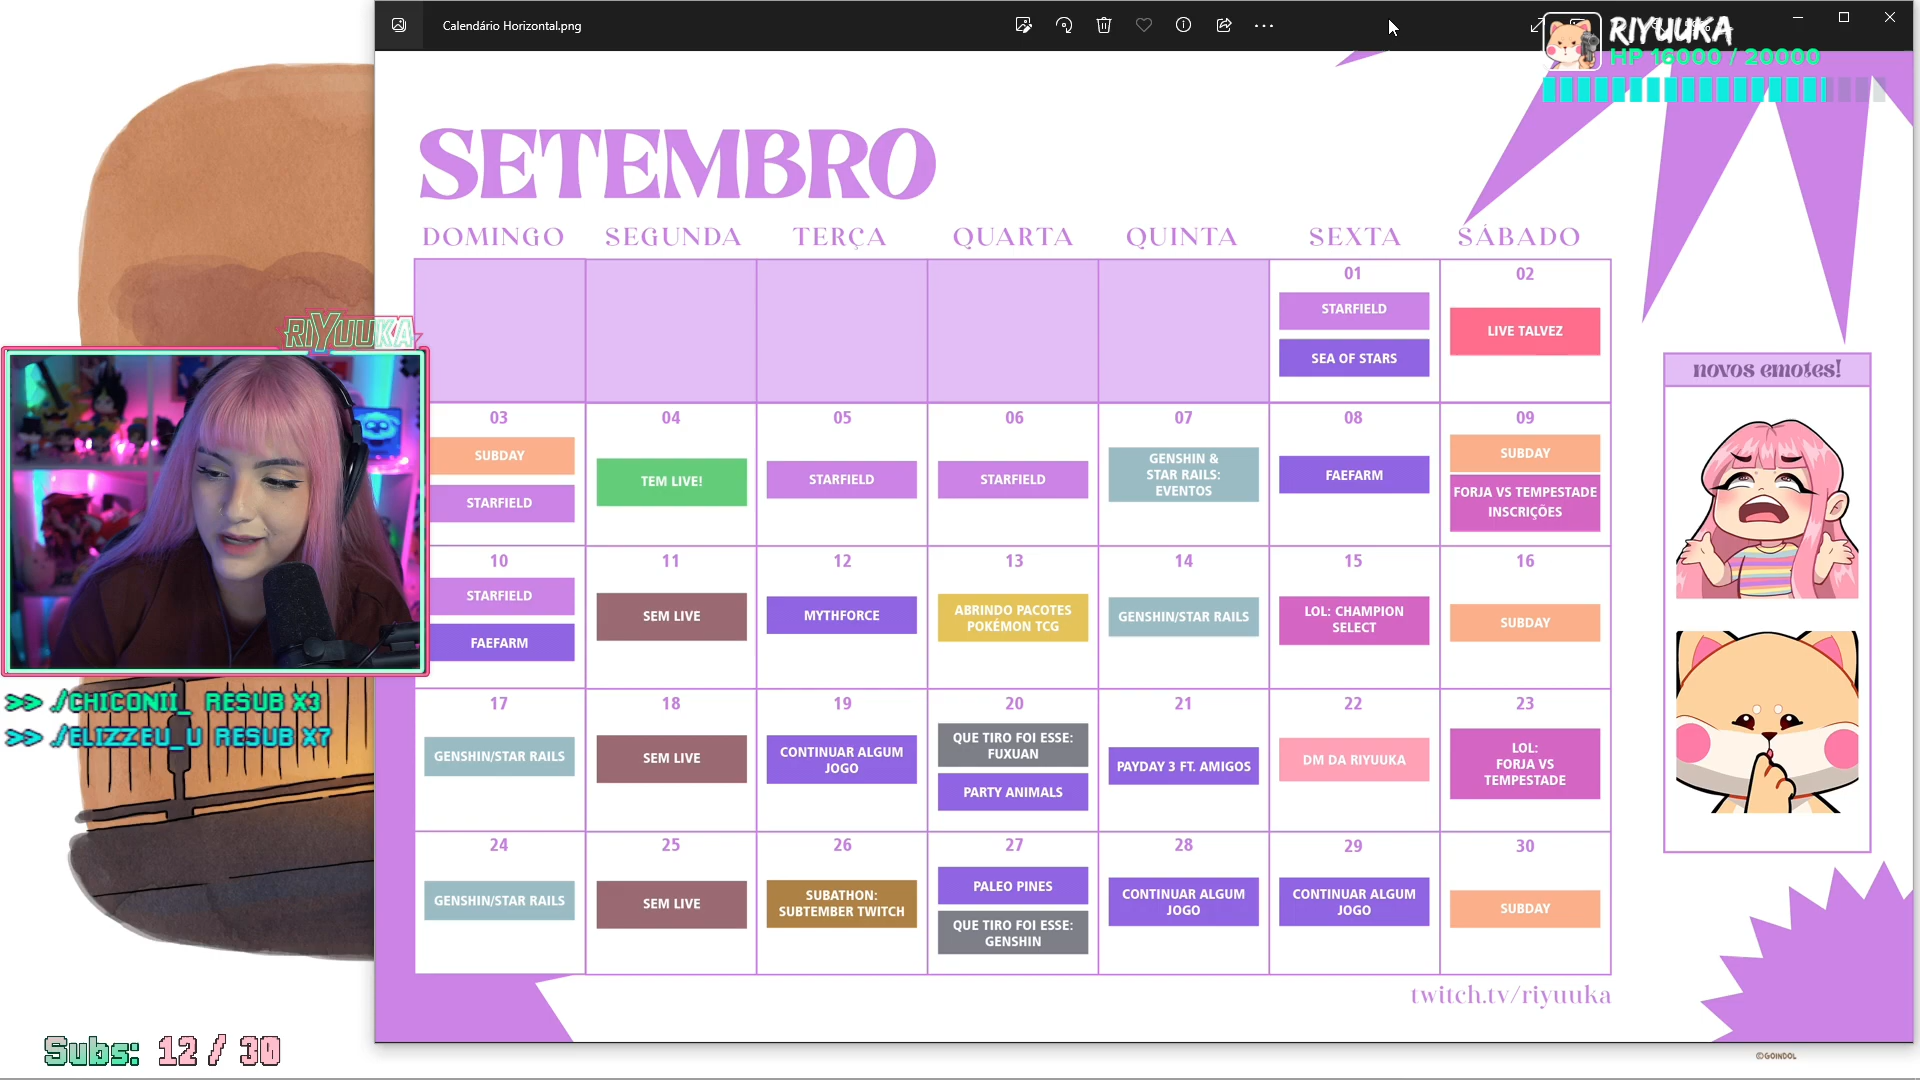 Calendário Horizontal.png
RIYUUKA
HP 16000 / 20000
SETEMBRO
DOMINGO SEGUNDA TERÇA QUARTA QUINTA SEXTA SÁBADO
01
STARFIELD
SEA OF STARS
02
LIVE TALVEZ
03
SUBDAY
STARFIELD
04
TEM LIVE!
05
STARFIELD
06
STARFIELD
07
GENSHIN &
STAR RAILS:
EVENTOS
08
FAEFARM
09
SUBDAY
FORJA VS TEMPESTADE
INSCRIÇÕES
10
STARFIELD
FAEFARM
11
SEM LIVE
12
MYTHFORCE
13
ABRINDO PACOTES
POKÉMON TCG
14
GENSHIN/STAR RAILS
15
LOL: CHAMPION
SELECT
16
SUBDAY
17
GENSHIN/STAR RAILS
18
SEM LIVE
19
CONTINUAR ALGUM
JOGO
20
QUE TIRO FOI ESSE:
FUXUAN
PARTY ANIMALS
21
PAYDAY 3 FT. AMIGOS
22
DM DA RIYUUKA
23
LOL:
FORJA VS
TEMPESTADE
24
GENSHIN/STAR RAILS
25
SEM LIVE
26
SUBATHON:
SUBTEMBER TWITCH
27
PALEO PINES
QUE TIRO FOI ESSE:
GENSHIN
28
CONTINUAR ALGUM
JOGO
29
CONTINUAR ALGUM
JOGO
30
SUBDAY
novos emotes!
twitch.tv/riyuuka
RIYUUKA
>> ./CHICONII_ RESUB X3
>> ./ELIZZEU_U RESUB X7
Subs: 12 / 30
©GOINDOL